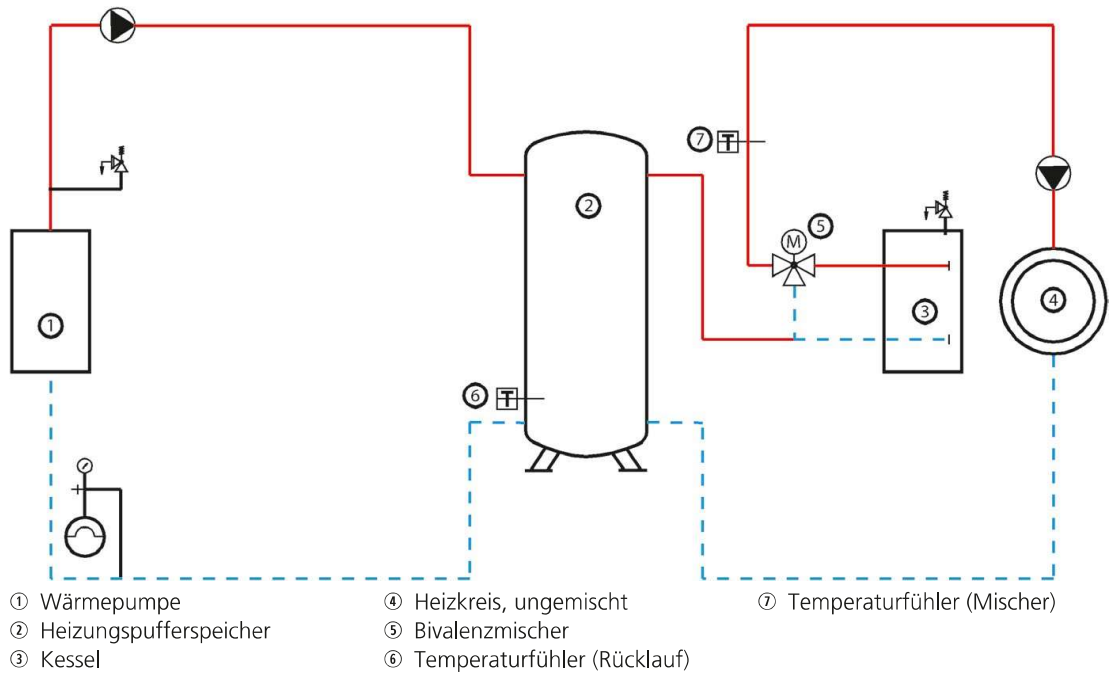 7 T
5
M
2
3
4
1
6 T
① Wärmepumpe
② Heizungspufferspeicher
③ Kessel
④ Heizkreis, ungemischt
⑤ Bivalenzmischer
⑥ Temperaturfühler (Rücklauf)
⑦ Temperaturfühler (Mischer)